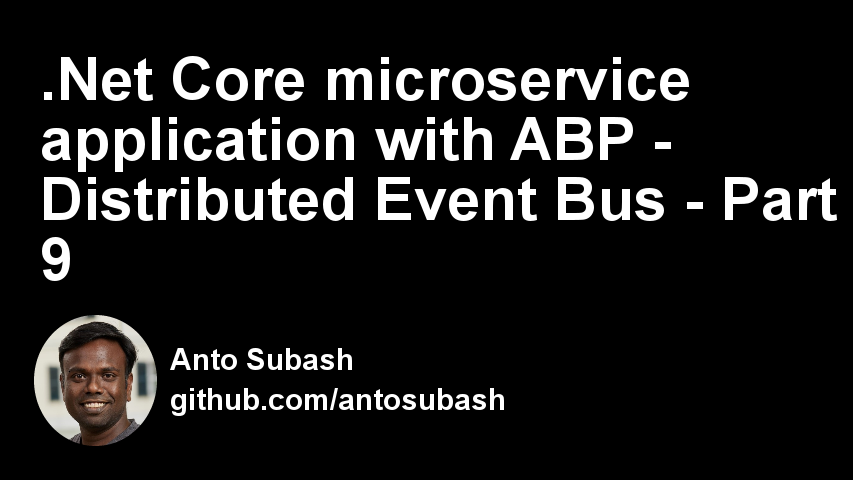 .Net Core microservice
application with ABP -
Distributed Event Bus - Part
9
Anto Subash
github.com/antosubash